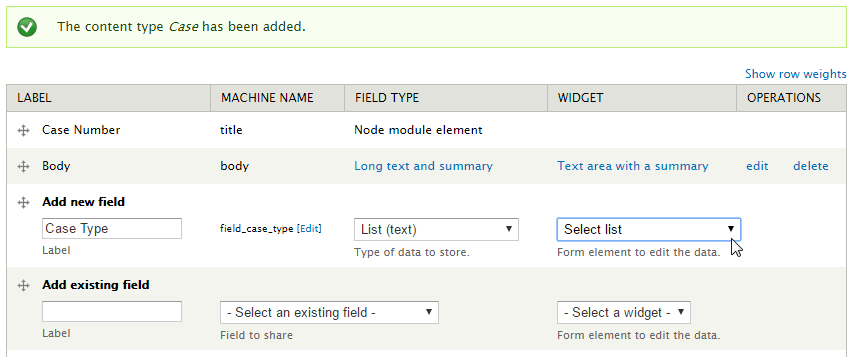 The content type Case has been added.
Show row weights
LABEL MACHINE NAME FIELD TYPE WIDGET OPERATIONS
Case Number title Node module element
Body body Long text and summary Text area with a summary edit delete
Add new field
Case Type field_case_type [Edit] List (text) Select list
Label Type of data to store. Form element to edit the data.
Add existing field
- Select an existing field - - Select a widget -
Label Field to share Form element to edit the data.